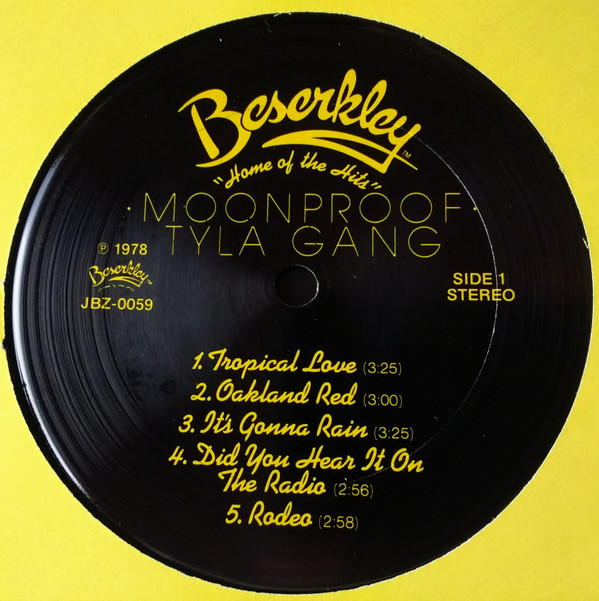 Beserkley™
"Home of the Hits"
· MOONPROOF ·
TYLA GANG
℗ 1978
Beserkley™
JBZ-0059
SIDE 1
STEREO
1. Tropical Love (3:25)
2. Oakland Red (3:00)
3. It's Gonna Rain (3:25)
4. Did You Hear It On
The Radio (2:56)
5. Rodeo (2:58)